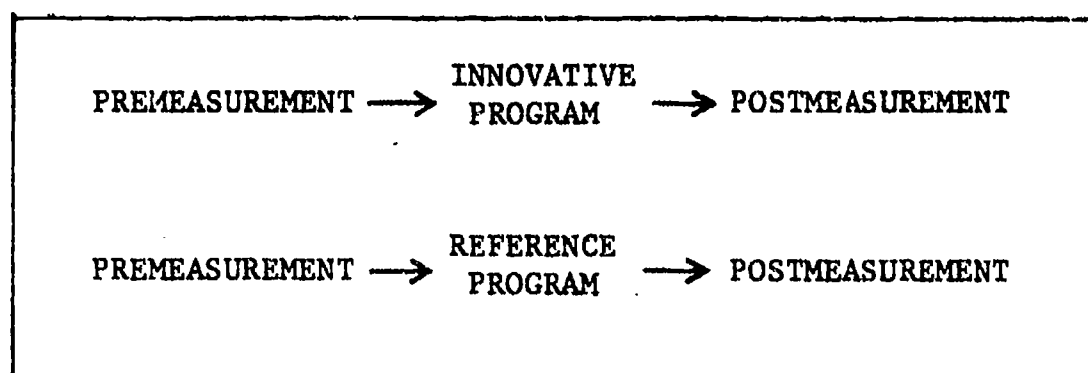 INNOVATIVE
PREMEASUREMENT → PROGRAM → POSTMEASUREMENT
REFERENCE
PREMEASUREMENT → PROGRAM → POSTMEASUREMENT